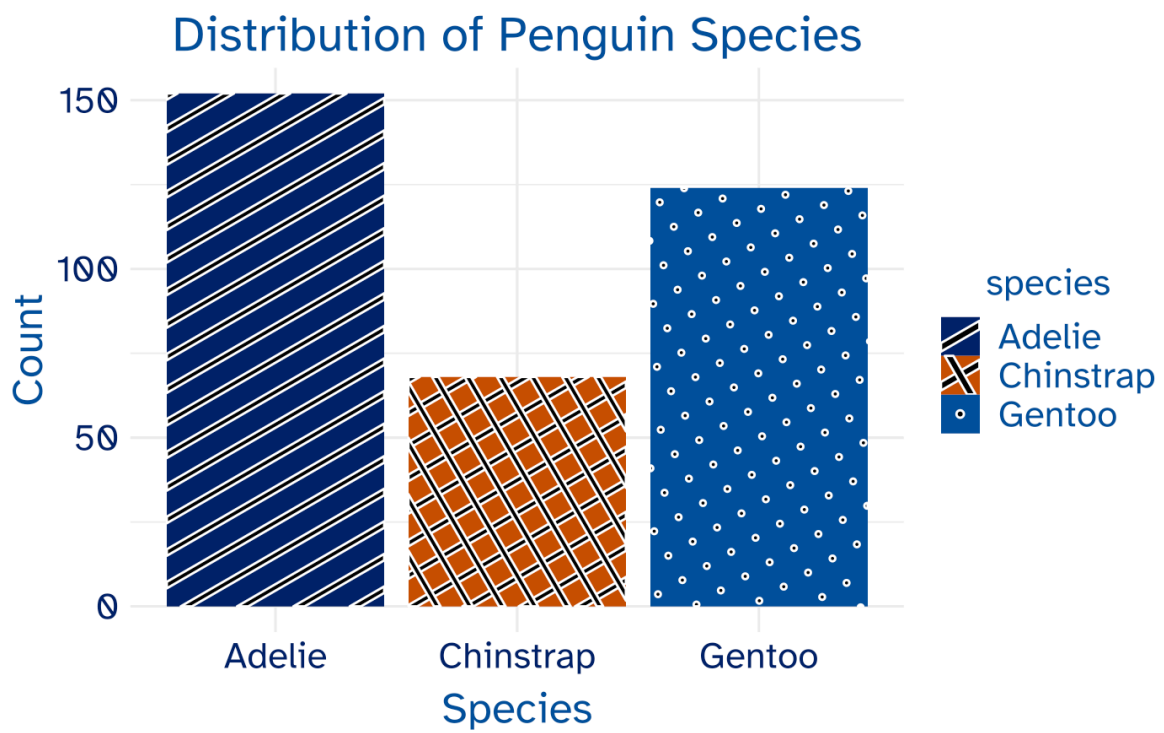 Distribution of Penguin Species
150
100
50
0
Count
Adelie
Chinstrap
Gentoo
Species
species
Adelie
Chinstrap
Gentoo